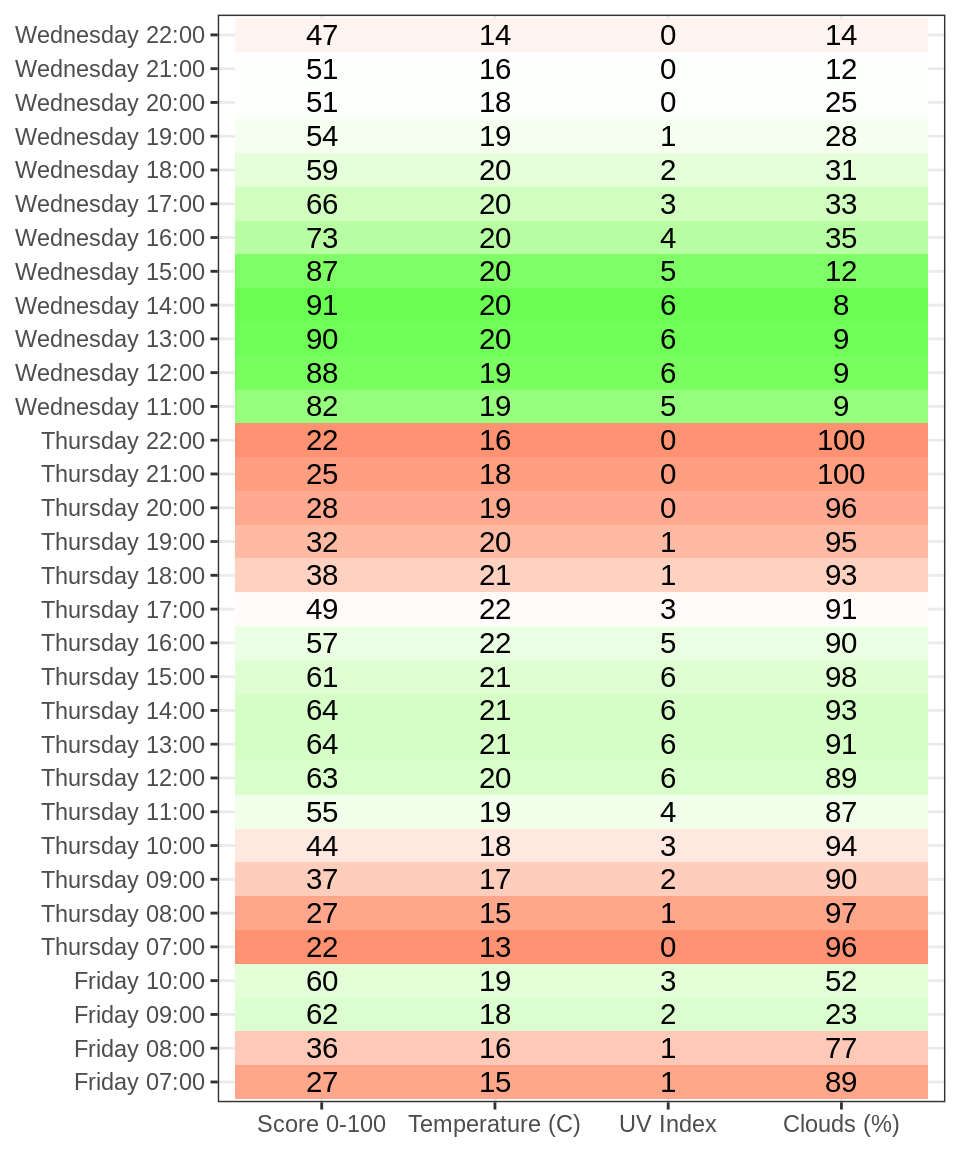 Wednesday 22:00 47 14 0 14
Wednesday 21:00 51 16 0 12
Wednesday 20:00 51 18 0 25
Wednesday 19:00 54 19 1 28
Wednesday 18:00 59 20 2 31
Wednesday 17:00 66 20 3 33
Wednesday 16:00 73 20 4 35
Wednesday 15:00 87 20 5 12
Wednesday 14:00 91 20 6 8
Wednesday 13:00 90 20 6 9
Wednesday 12:00 88 19 6 9
Wednesday 11:00 82 19 5 9
Thursday 22:00 22 16 0 100
Thursday 21:00 25 18 0 100
Thursday 20:00 28 19 0 96
Thursday 19:00 32 20 1 95
Thursday 18:00 38 21 1 93
Thursday 17:00 49 22 3 91
Thursday 16:00 57 22 5 90
Thursday 15:00 61 21 6 98
Thursday 14:00 64 21 6 93
Thursday 13:00 64 21 6 91
Thursday 12:00 63 20 6 89
Thursday 11:00 55 19 4 87
Thursday 10:00 44 18 3 94
Thursday 09:00 37 17 2 90
Thursday 08:00 27 15 1 97
Thursday 07:00 22 13 0 96
Friday 10:00 60 19 3 52
Friday 09:00 62 18 2 23
Friday 08:00 36 16 1 77
Friday 07:00 27 15 1 89
Score 0-100 Temperature (C) UV Index Clouds (%)